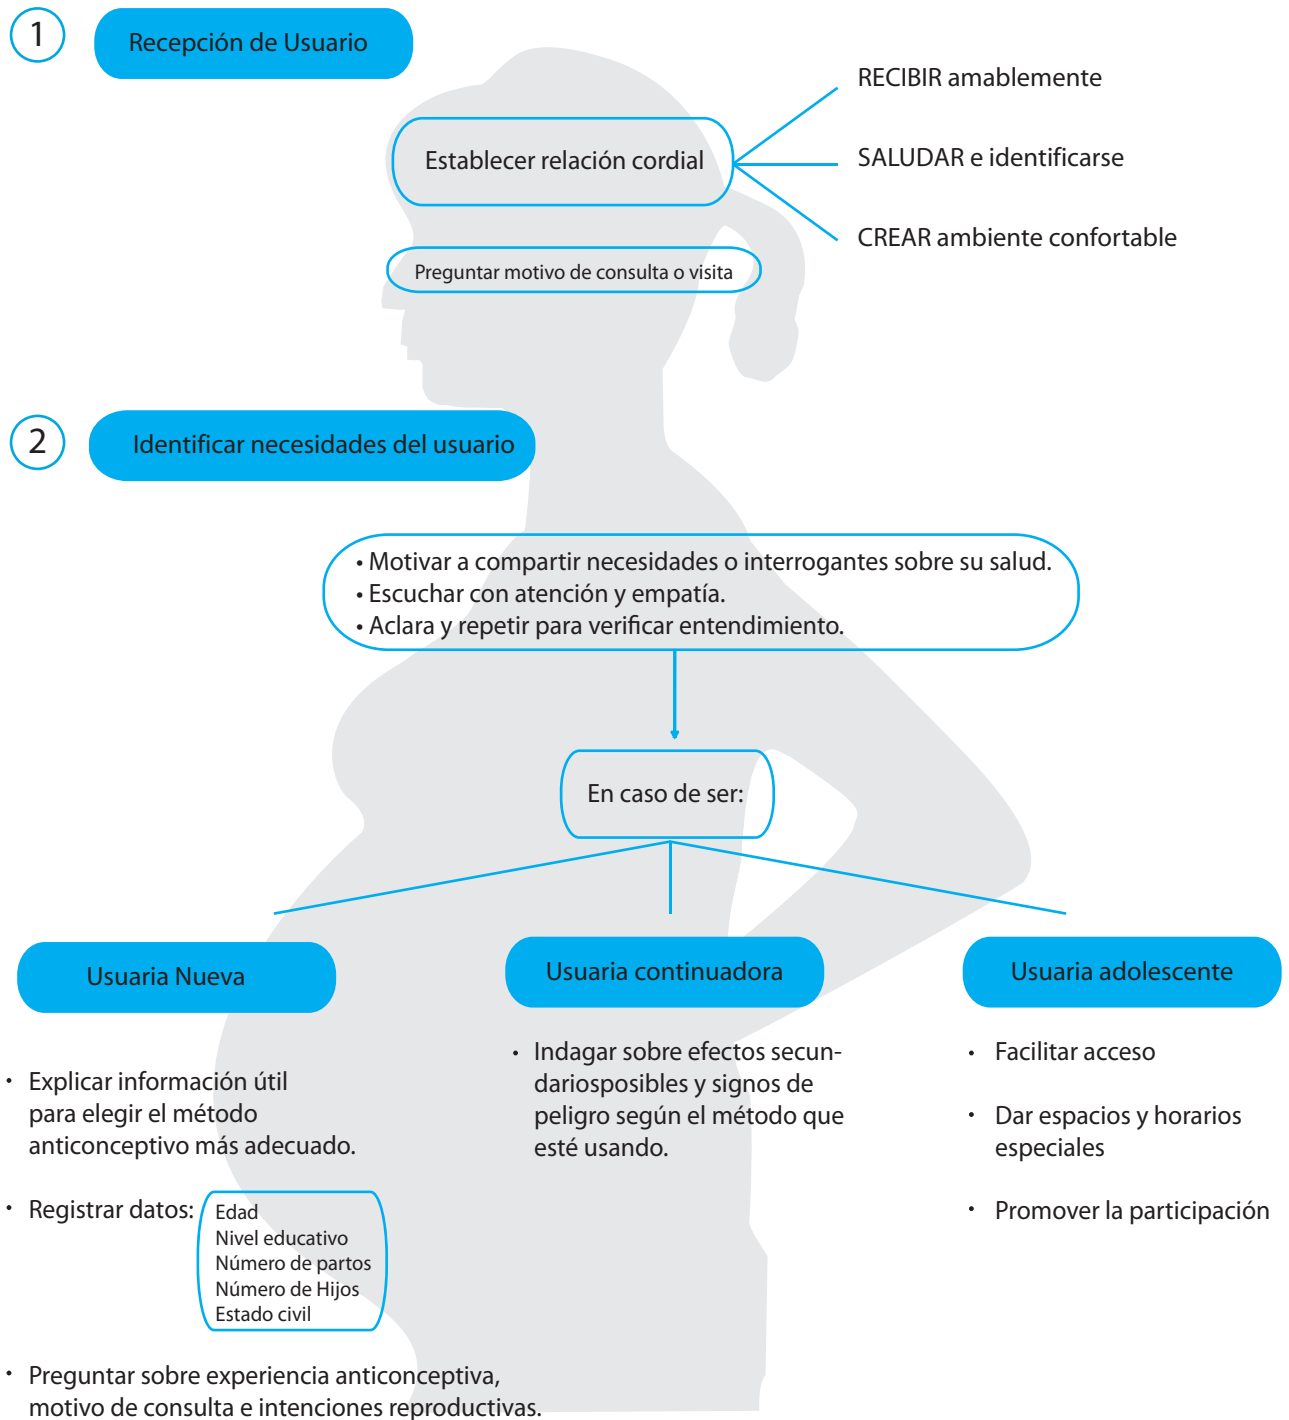 1
Recepción de Usuario
RECIBIR amablemente
Establecer relación cordial
SALUDAR e identificarse
CREAR ambiente confortable
Preguntar motivo de consulta o visita
2
Identificar necesidades del usuario
• Motivar a compartir necesidades o interrogantes sobre su salud.
• Escuchar con atención y empatía.
• Aclara y repetir para verificar entendimiento.
En caso de ser:
Usuaria Nueva
• Explicar información útil
para elegir el método
anticonceptivo más adecuado.
• Registrar datos:
Edad
Nivel educativo
Número de partos
Número de Hijos
Estado civil
• Preguntar sobre experiencia anticonceptiva,
motivo de consulta e intenciones reproductivas.
Usuaria continuadora
• Indagar sobre efectos secun-
dariosposibles y signos de
peligro según el método que
esté usando.
Usuaria adolescente
• Facilitar acceso
• Dar espacios y horarios
especiales
• Promover la participación